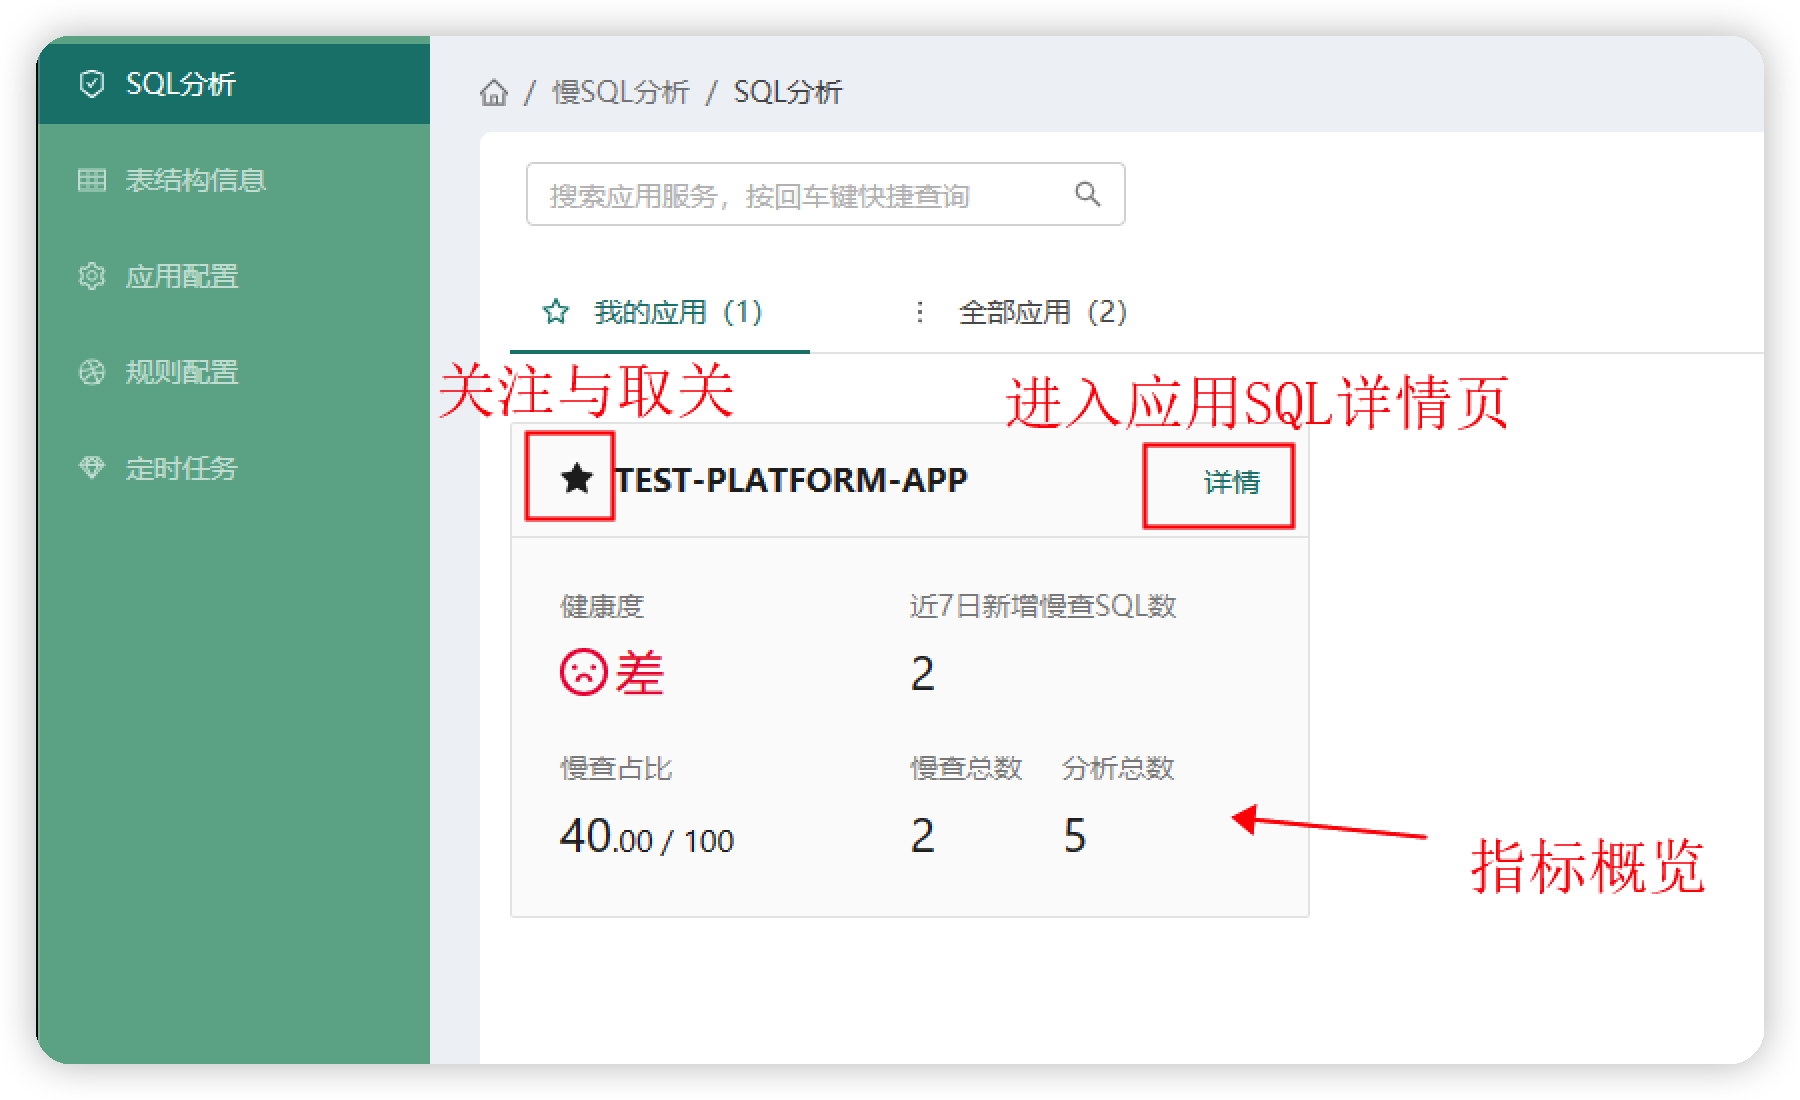 SQL分析
表结构信息
应用配置
规则配置
定时任务
/ 慢SQL分析 / SQL分析
搜索应用服务，按回车键快捷查询
我的应用（1）
全部应用（2）
关注与取关
进入应用SQL详情页
TEST-PLATFORM-APP
详情
健康度
近7日新增慢查SQL数
差
2
慢查占比
慢查总数
分析总数
40.00 / 100
2
5
指标概览